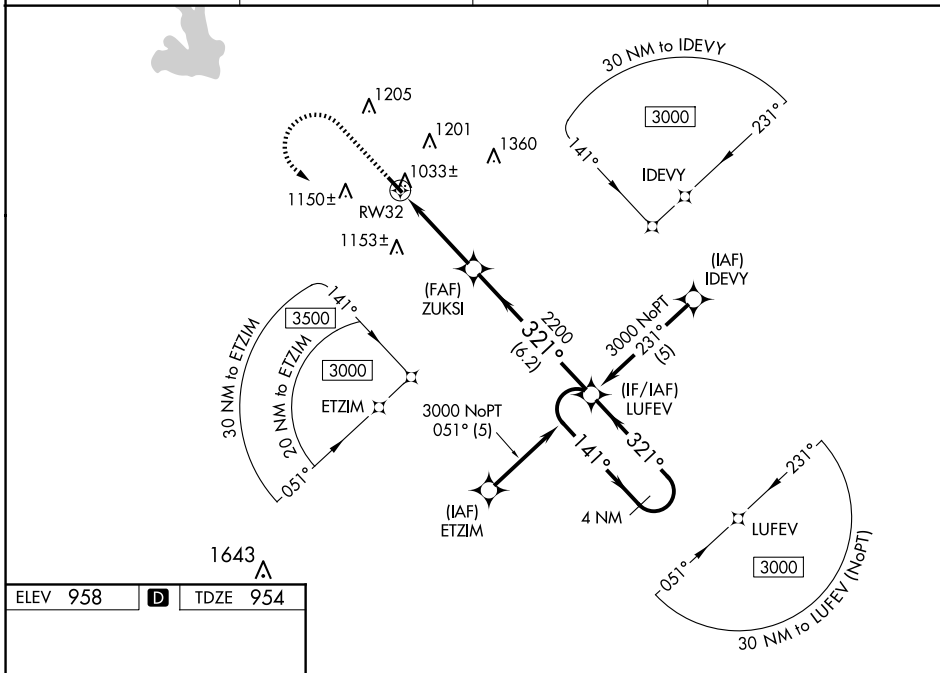 30 NM to IDEVY
3000
141°
231°
IDEVY
1205
1201
1360
1033±
1150±
RW32
1153±
(FAF)
ZUKSI
(IAF)
IDEVY
3000 NoPT
231°
(5)
2200
321°
(6.2)
(IF/IAF)
LUFEV
30 NM to ETZIM
141°
3500
20 NM to ETZIM
3000
ETZIM
051°
3000 NoPT
051° (5)
141°
321°
4 NM
(IAF)
ETZIM
231°
LUFEV
051°
3000
30 NM to LUFEV (NoPT)
1643
ELEV 958 D TDZE 954